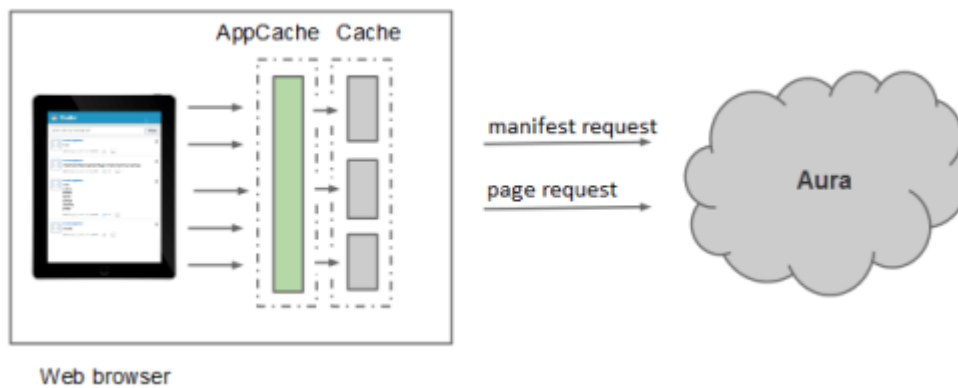 AppCache Cache
manifest request
page request
Aura
Web browser